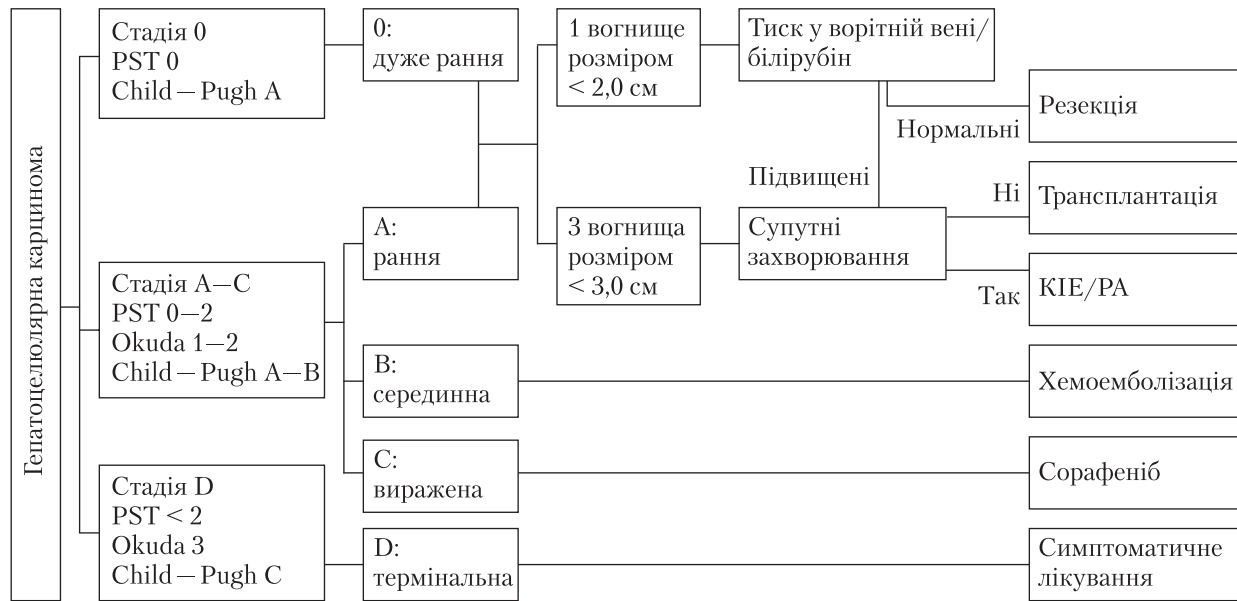 Гепатоцелюлярна карцинома
Стадія 0
PST 0
Child – Pugh A
0:
дуже рання
1 вогнище
розміром
< 2,0 см
Тиск у ворітній вені/
білірубін
Нормальні
Резекція
Підвищені
Стадія A–C
PST 0–2
Okuda 1–2
Child – Pugh A–B
A:
рання
3 вогнища
розміром
< 3,0 см
Супутні
захворювання
Ні
Трансплантація
Так
КІЕ/РА
B:
серединна
Хемоемболізація
C:
виражена
Сорафеніб
Стадія D
PST < 2
Okuda 3
Child – Pugh C
D:
термінальна
Симптоматичне
лікування